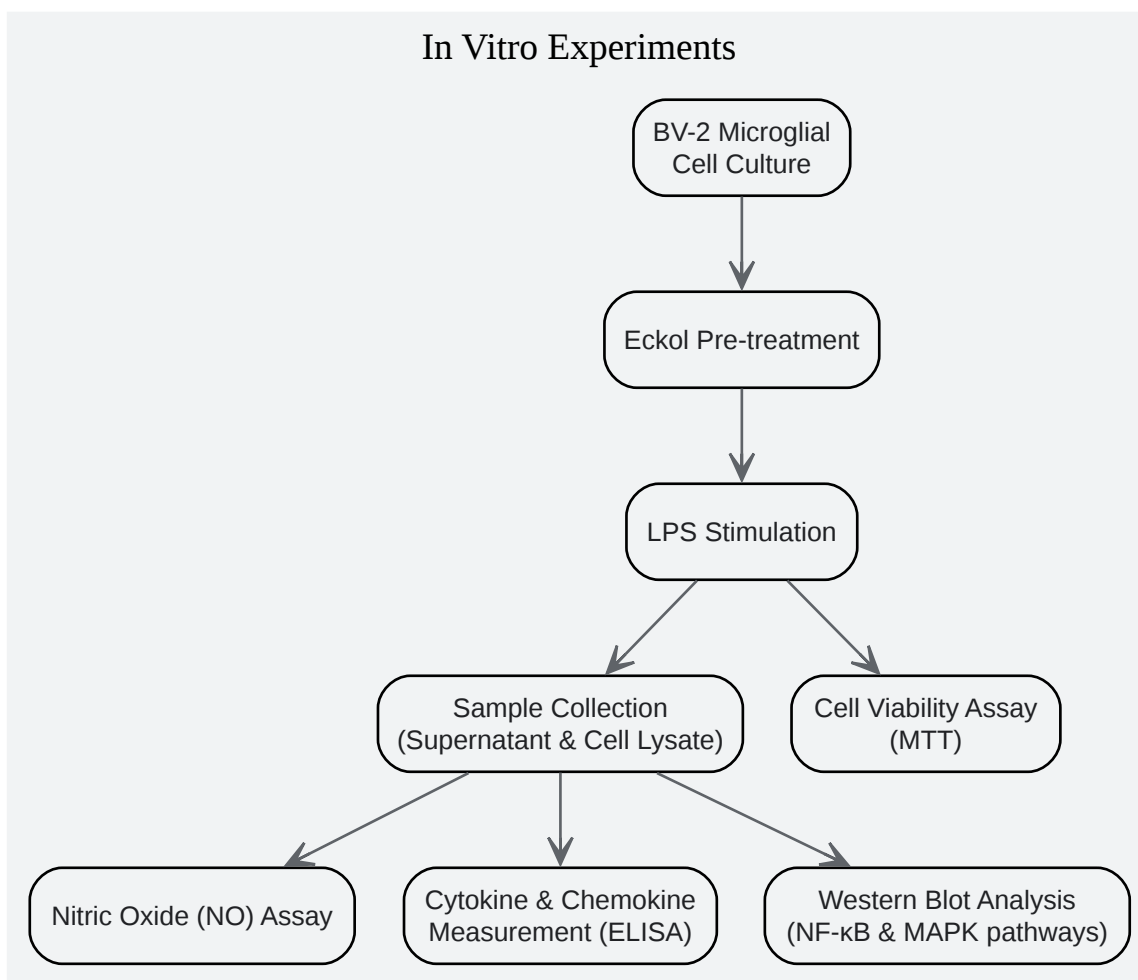 In Vitro Experiments
BV-2 Microglial
Cell Culture
Eckol Pre-treatment
LPS Stimulation
Sample Collection
(Supernatant & Cell Lysate)
Cell Viability Assay
(MTT)
Nitric Oxide (NO) Assay
Cytokine & Chemokine
Measurement (ELISA)
Western Blot Analysis
(NF-κB & MAPK pathways)